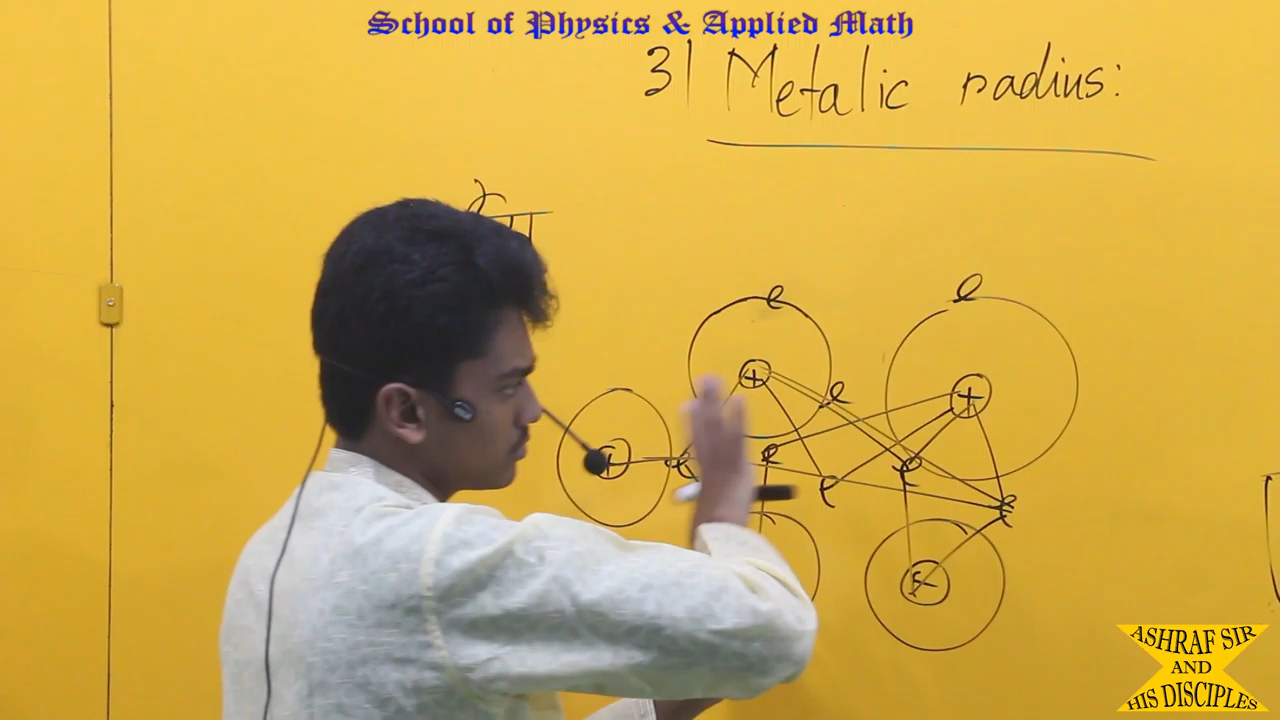 School of Physics & Applied Math
3) Metalic radius:
e
e
+
e
+
+
e
e
e
e
ASHRAF SIR
AND
HIS DISCIPLES